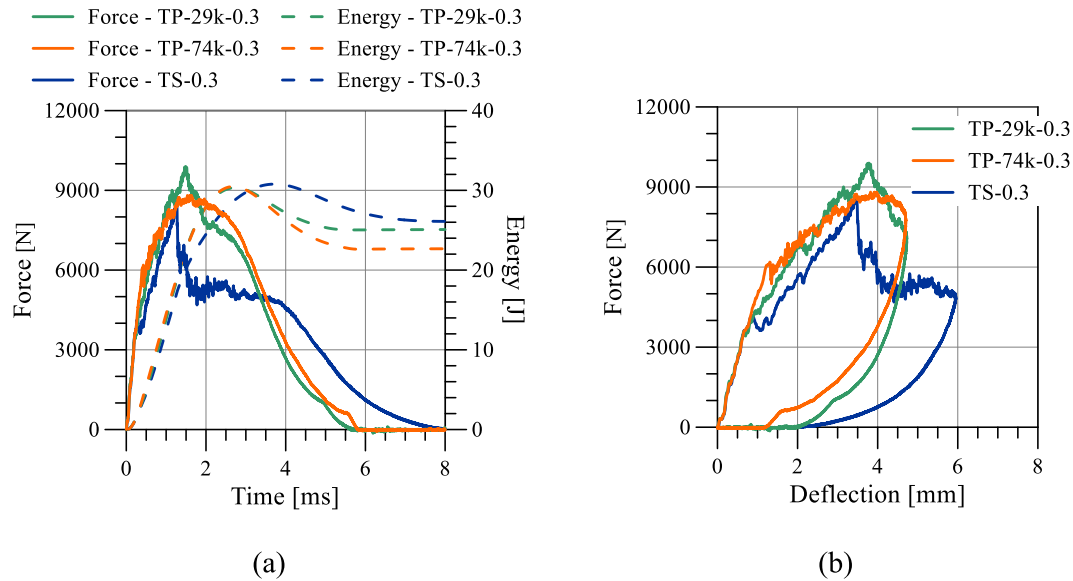 Force - TP-29k-0.3 Energy - TP-29k-0.3
Force - TP-74k-0.3 Energy - TP-74k-0.3
Force - TS-0.3 Energy - TS-0.3
12000 40
9000 30
6000 20
3000 10
0 0
0 2 4 6 8
Force [N]
Energy [J]
Time [ms]
(a)
TP-29k-0.3
TP-74k-0.3
TS-0.3
12000
9000
6000
3000
0
0 2 4 6 8
Force [N]
Deflection [mm]
(b)